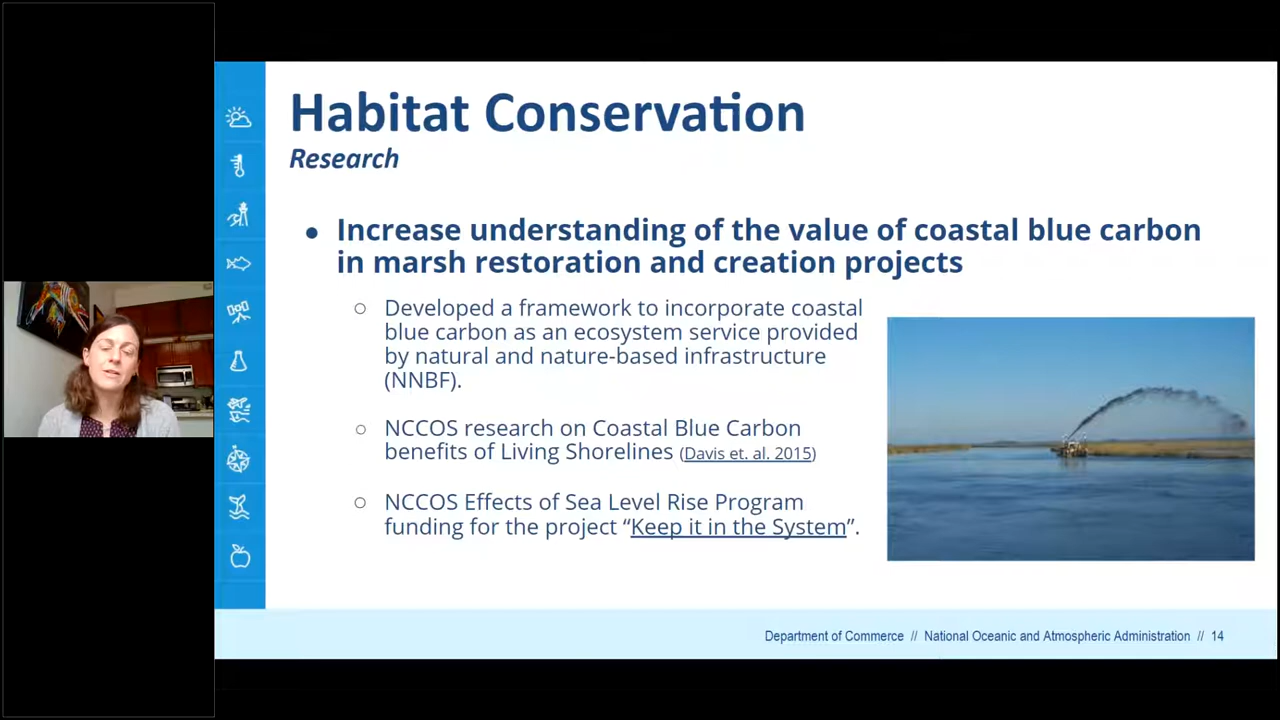 Habitat Conservation
Research
● Increase understanding of the value of coastal blue carbon
in marsh restoration and creation projects
○ Developed a framework to incorporate coastal
blue carbon as an ecosystem service provided
by natural and nature-based infrastructure
(NNBF).
○ NCCOS research on Coastal Blue Carbon
benefits of Living Shorelines (Davis et. al. 2015)
○ NCCOS Effects of Sea Level Rise Program
funding for the project “Keep it in the System”.
Department of Commerce // National Oceanic and Atmospheric Administration // 14